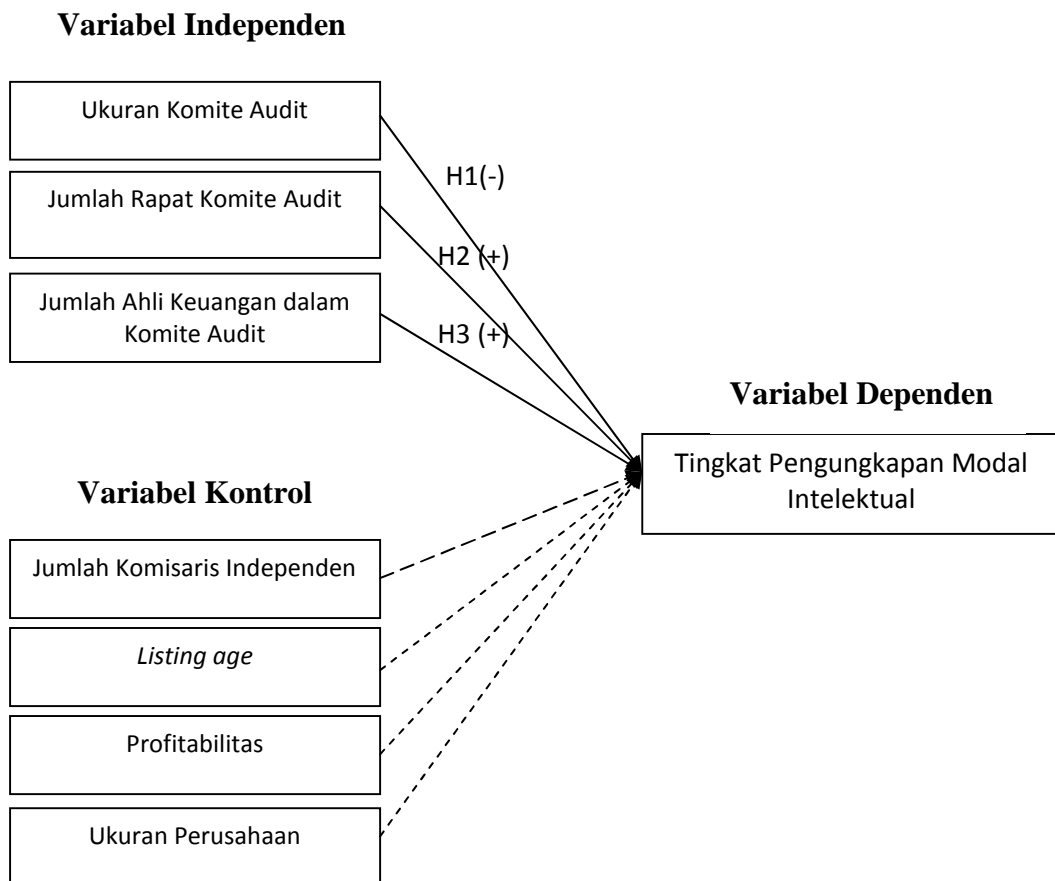 Variabel Independen
Ukuran Komite Audit
H1(-)
Jumlah Rapat Komite Audit
H2 (+)
Jumlah Ahli Keuangan dalam
Komite Audit
H3 (+)
Variabel Dependen
Tingkat Pengungkapan Modal
Intelektual
Variabel Kontrol
Jumlah Komisaris Independen
Listing age
Profitabilitas
Ukuran Perusahaan